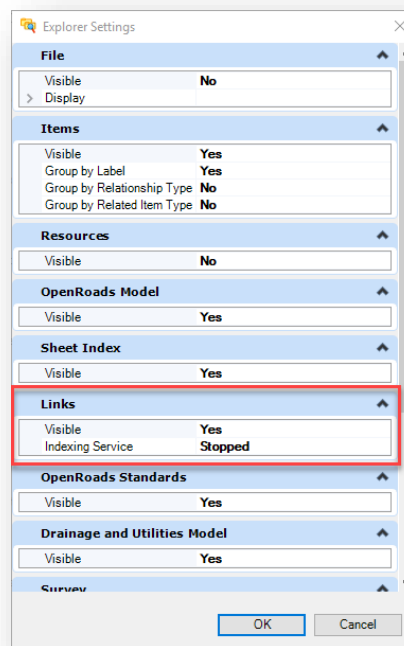 Explorer Settings
File
Visible No
Display
Items
Visible Yes
Group by Label Yes
Group by Relationship Type No
Group by Related Item Type No
Resources
Visible No
OpenRoads Model
Visible Yes
Sheet Index
Visible Yes
Links
Visible Yes
Indexing Service Stopped
OpenRoads Standards
Visible Yes
Drainage and Utilities Model
Visible Yes
Survey
OK Cancel